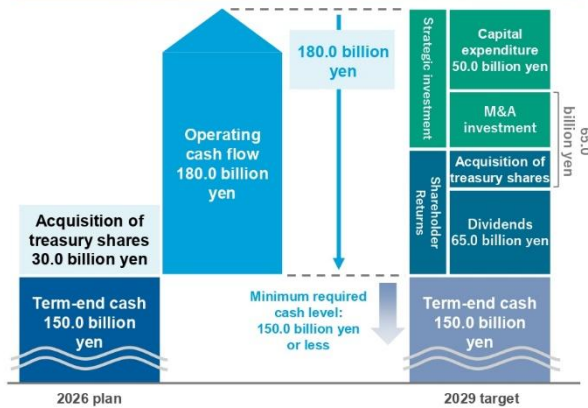 Acquisition of
treasury shares
30.0 billion yen
Term-end cash
150.0 billion
yen
2026 plan
Operating
cash flow
180.0 billion
yen
180.0 billion
yen
Minimum required
cash level:
150.0 billion yen
or less
Strategic investment
Capital
expenditure
50.0 billion yen
M&A
investment
Shareholder
Returns
Acquisition of
treasury shares
Dividends
65.0 billion yen
65.0
billion yen
Term-end cash
150.0 billion
yen
2029 target